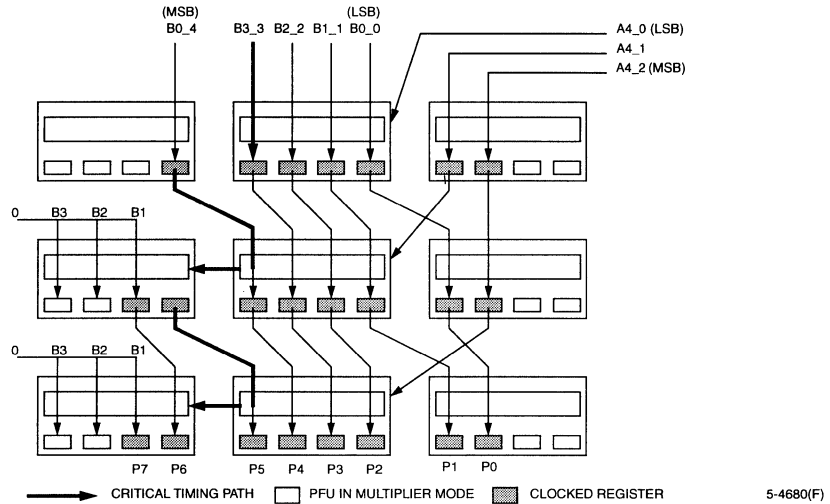 (MSB)
B0_4
B3_3
B2_2
B1_1
(LSB)
B0_0
A4_0 (LSB)
A4_1
A4_2 (MSB)
0
B3
B2
B1
0
B3
B2
B1
P7
P6
P5
P4
P3
P2
P1
P0
CRITICAL TIMING PATH
PFU IN MULTIPLIER MODE
CLOCKED REGISTER
5-4680(F)